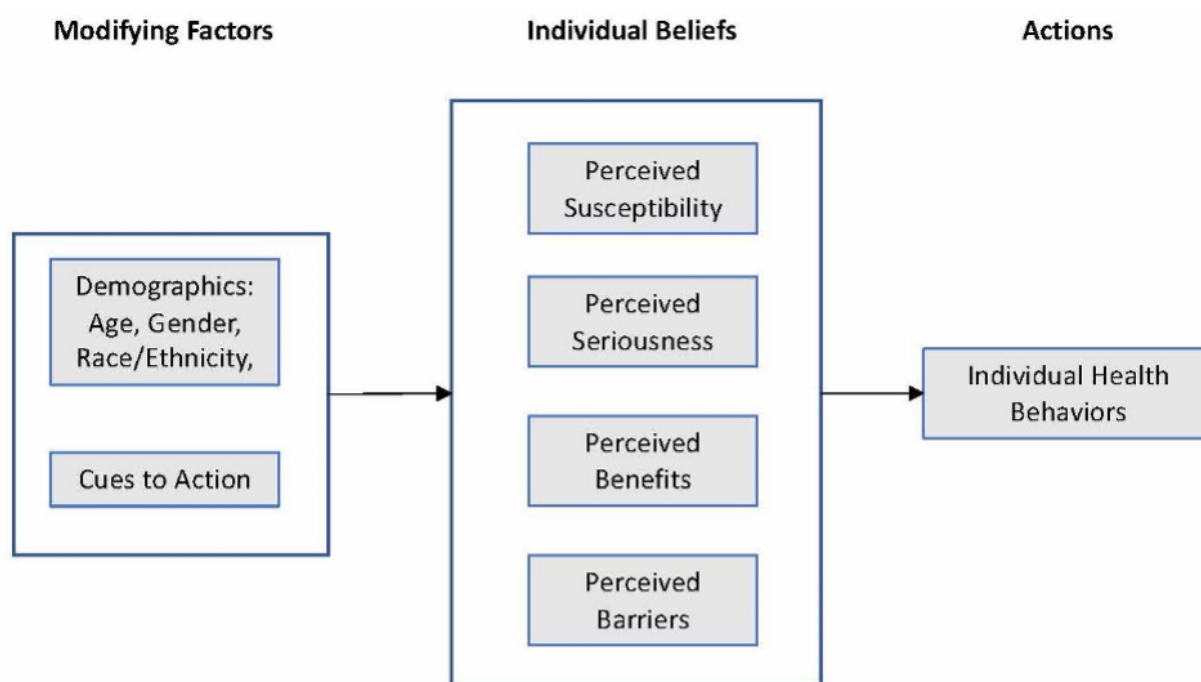 Modifying Factors
Individual Beliefs
Actions
Demographics:
Age, Gender,
Race/Ethnicity,
Cues to Action
Perceived
Susceptibility
Perceived
Seriousness
Perceived
Benefits
Perceived
Barriers
Individual Health
Behaviors